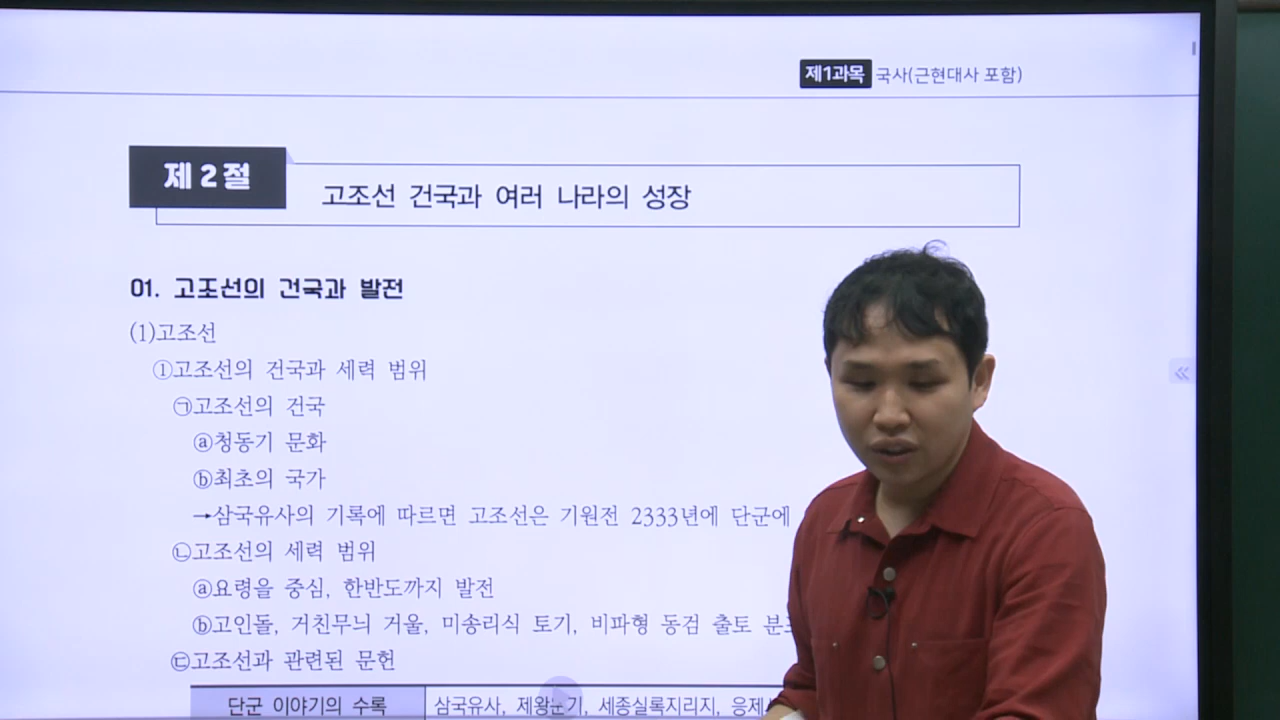 제1과목 국사(근현대사 포함)
제2절
고조선 건국과 여러 나라의 성장
01. 고조선의 건국과 발전
(1)고조선
①고조선의 건국과 세력 범위
㉠고조선의 건국
ⓐ청동기 문화
ⓑ최초의 국가
→삼국유사의 기록에 따르면 고조선은 기원전 2333년에 단군에
㉡고조선의 세력 범위
ⓐ요령을 중심, 한반도까지 발전
ⓑ고인돌, 거친무늬 거울, 미송리식 토기, 비파형 동검 출토
㉢고조선과 관련된 문헌
단군 이야기의 수록 삼국유사, 제왕운기, 세종실록지리지,